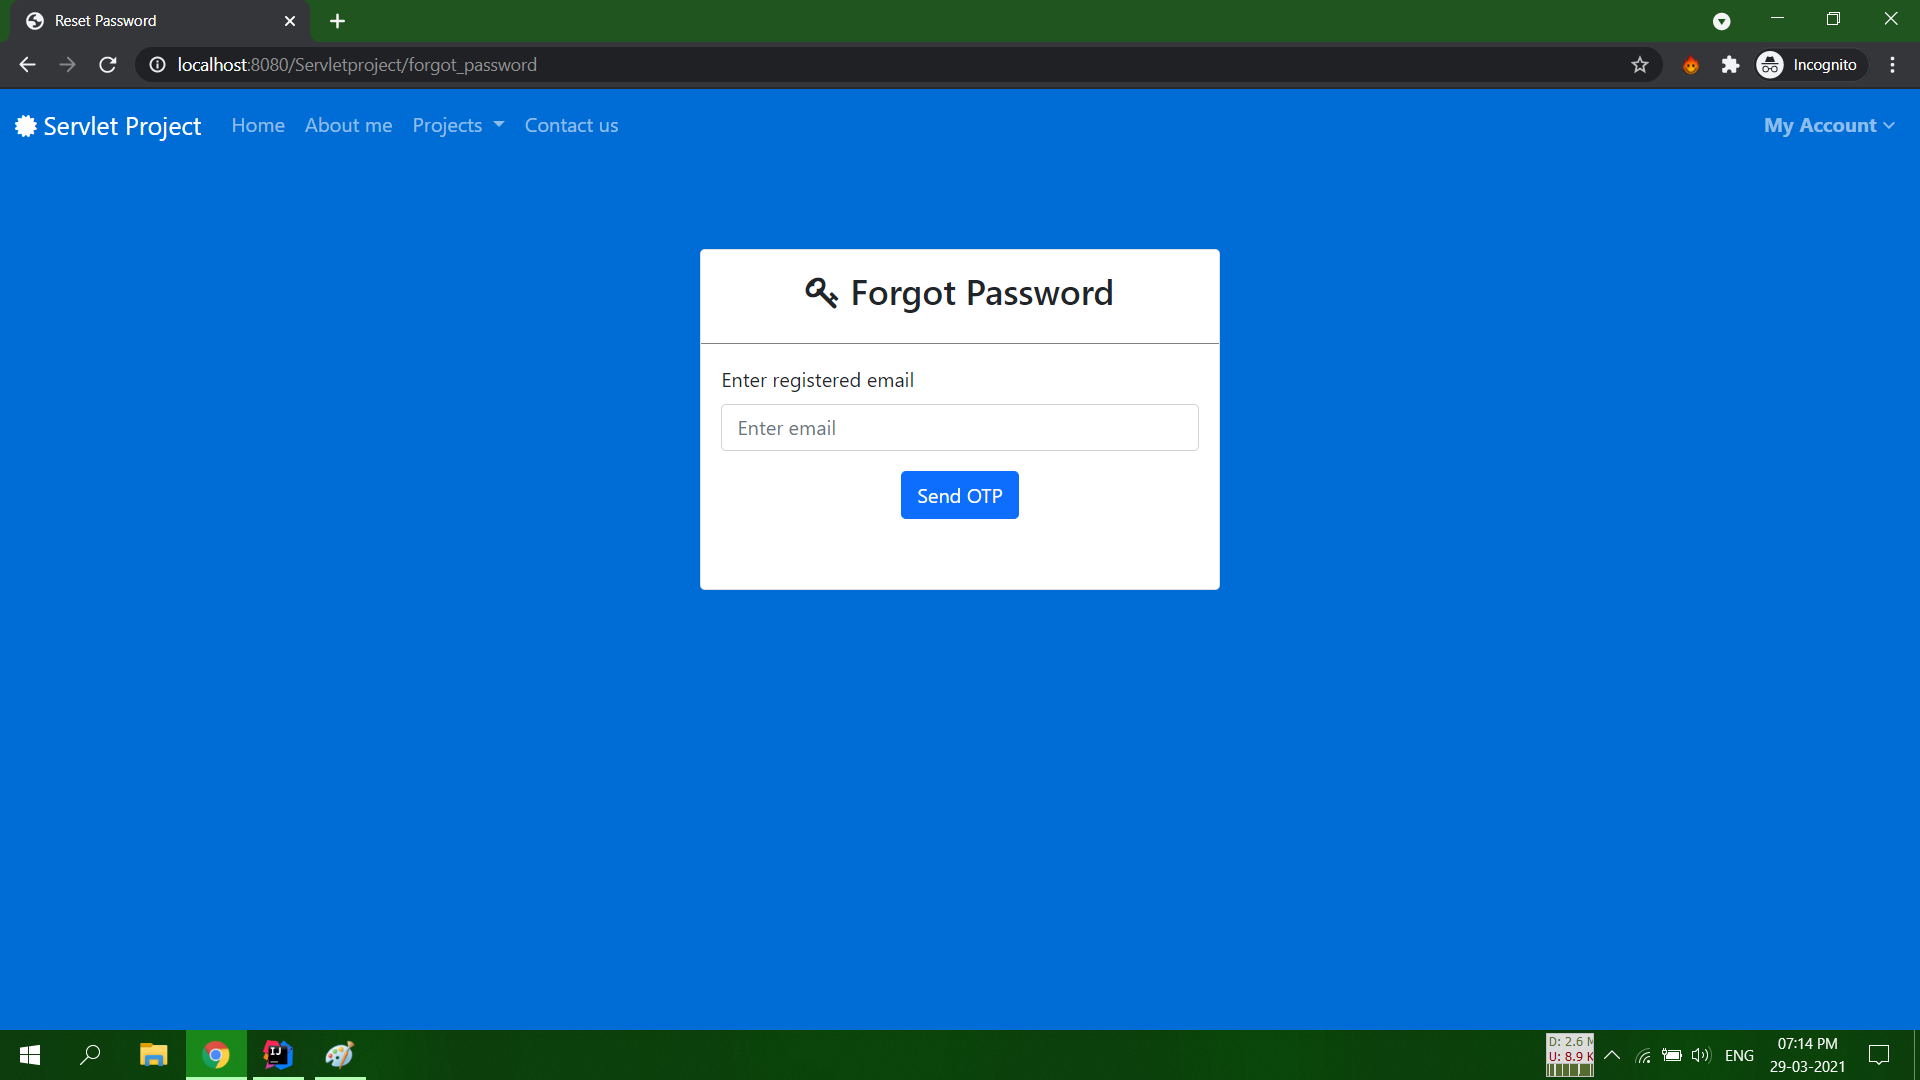 Reset Password
localhost:8080/Servletproject/forgot_password
Incognito
Servlet Project Home About me Projects Contact us My Account
Forgot Password
Enter registered email
Enter email
Send OTP
D: 2.6
U: 8.9
ENG
07:14 PM
29-03-2021